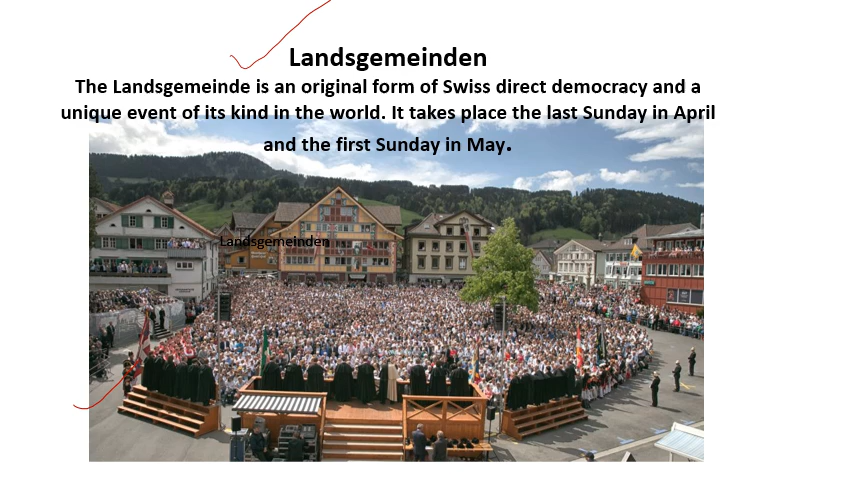 Landsgemeinden
The Landsgemeinde is an original form of Swiss direct democracy and a
unique event of its kind in the world. It takes place the last Sunday in April
and the first Sunday in May.
Landsgemeinden